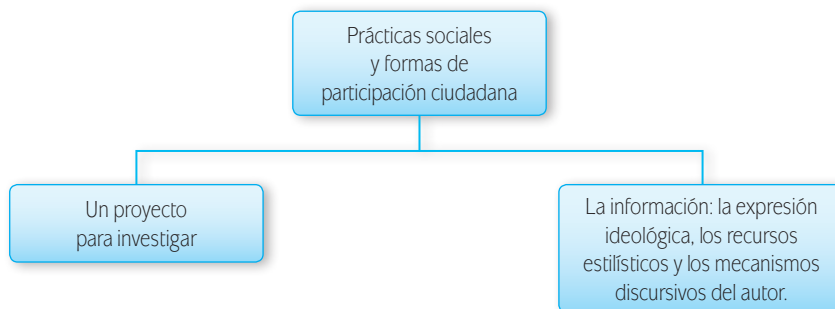 Prácticas sociales
y formas de
participación ciudadana
Un proyecto
para investigar
La información: la expresión
ideológica, los recursos
estilísticos y los mecanismos
discursivos del autor.